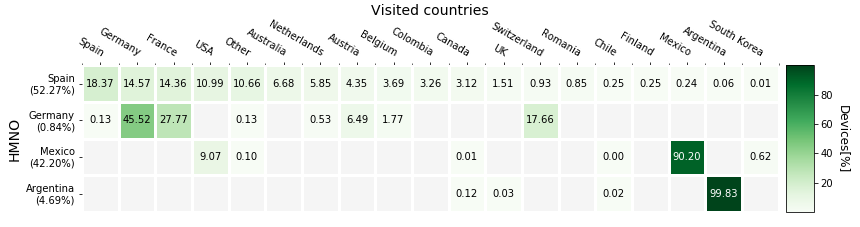 Visited countries
Spain Germany France USA Other Australia Netherlands Austria Belgium Colombia Canada UK Switzerland Romania Chile Finland Mexico Argentina South Korea
HMNO
Spain
(52.27%)
18.37 14.57 14.36 10.99 10.66 6.68 5.85 4.35 3.69 3.26 3.12 1.51 0.93 0.85 0.25 0.25 0.24 0.06 0.01
Germany
(0.84%)
0.13 45.52 27.77 0.13 0.53 6.49 1.77 17.66
Mexico
(42.20%)
9.07 0.10 0.01 0.00 90.20 0.62
Argentina
(4.69%)
0.12 0.03 0.02 99.83
80
60
40
20
Devices[%]